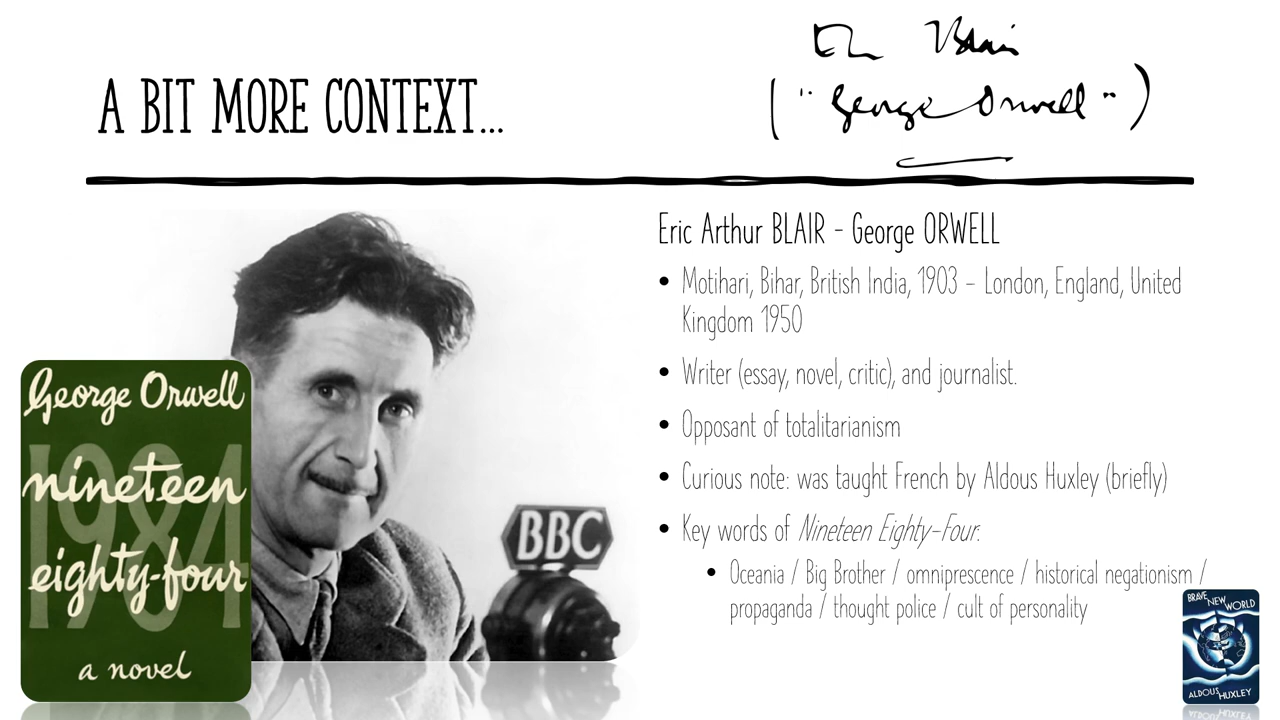 Eric Blair
("George Orwell")
A BIT MORE CONTEXT...
Eric Arthur BLAIR - George ORWELL
• Motihari, Bihar, British India, 1903 – London, England, United
Kingdom 1950
• Writer (essay, novel, critic), and journalist.
• Opposant of totalitarianism
• Curious note: was taught French by Aldous Huxley (briefly)
• Key words of Nineteen Eighty-Four:
• Oceania / Big Brother / omniprescence / historical negationism /
propaganda / thought police / cult of personality
George Orwell
1984
nineteen
eighty-four
a novel
BBC
BRAVE NEW WORLD
ALDOUS HUXLEY